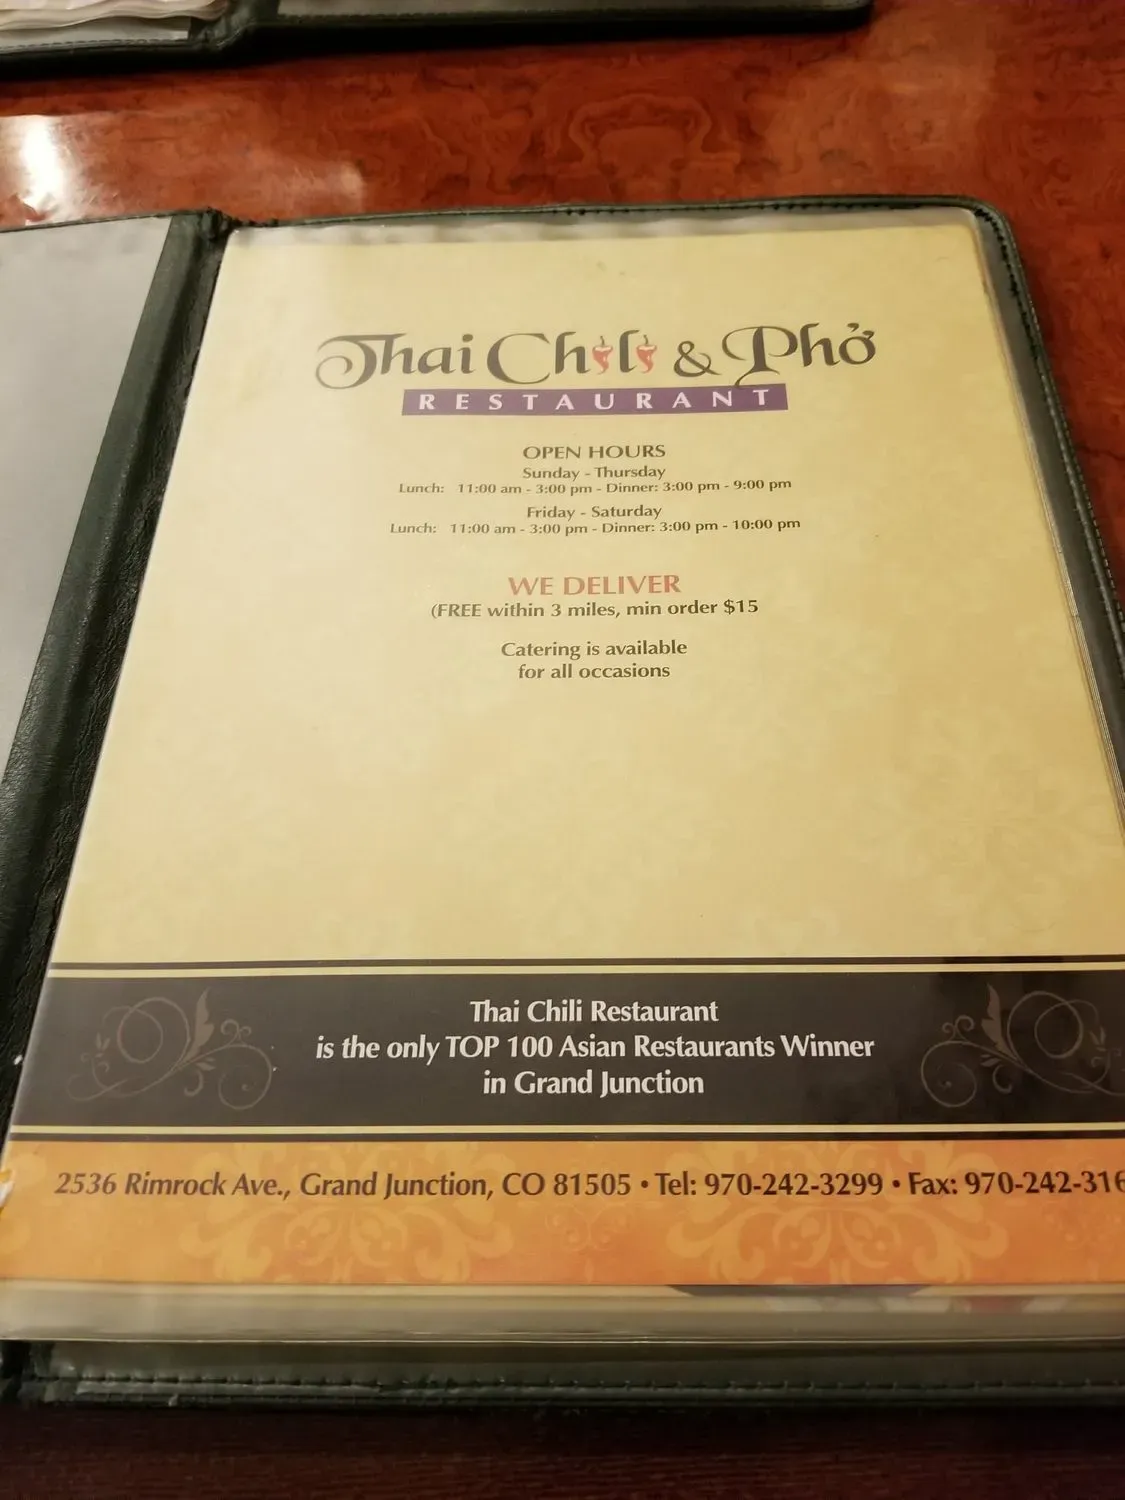 Thai Chili & Phở
RESTAURANT
OPEN HOURS
Sunday - Thursday
Lunch: 11:00 am - 3:00 pm - Dinner: 3:00 pm - 9:00 pm
Friday - Saturday
Lunch: 11:00 am - 3:00 pm - Dinner: 3:00 pm - 10:00 pm
WE DELIVER
(FREE within 3 miles, min order $15
Catering is available
for all occasions
Thai Chili Restaurant
is the only TOP 100 Asian Restaurants Winner
in Grand Junction
2536 Rimrock Ave., Grand Junction, CO 81505 • Tel: 970-242-3299 • Fax: 970-242-316